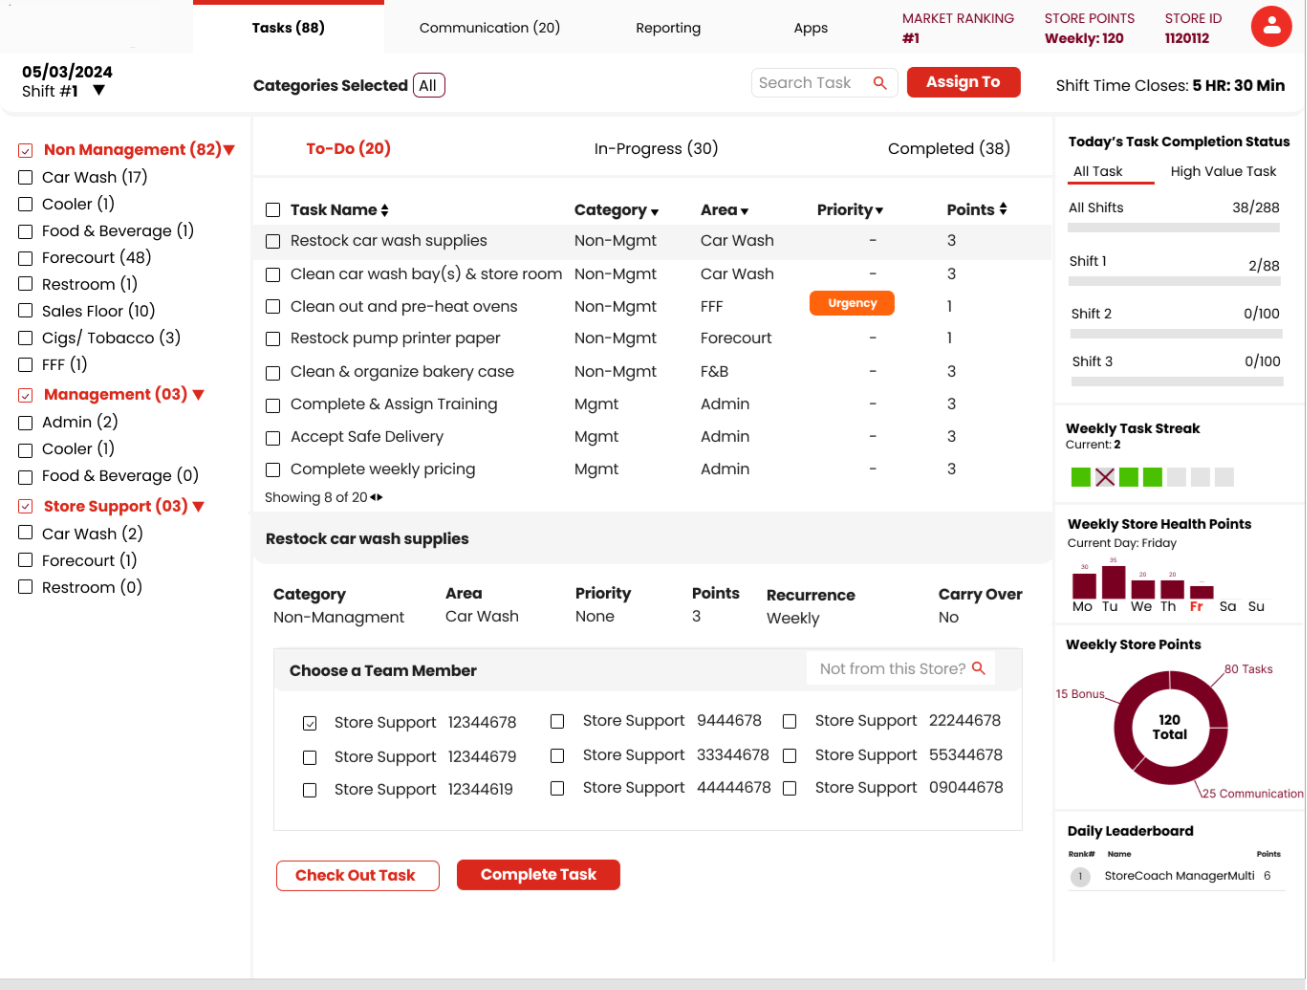 Tasks (88)
Communication (20)
Reporting
Apps
MARKET RANKING
#1
STORE POINTS
Weekly: 120
STORE ID
1120112
05/03/2024
Shift #1
Categories Selected All
Search Task
Assign To
Shift Time Closes: 5 HR: 30 Min
Non Management (82)
Car Wash (17)
Cooler (1)
Food & Beverage (1)
Forecourt (48)
Restroom (1)
Sales Floor (10)
Cigs/ Tobacco (3)
FFF (1)
Management (03)
Admin (2)
Cooler (1)
Food & Beverage (0)
Store Support (03)
Car Wash (2)
Forecourt (1)
Restroom (0)
To-Do (20)
In-Progress (30)
Completed (38)
Task Name Category Area Priority Points
Restock car wash supplies Non-Mgmt Car Wash - 3
Clean car wash bay(s) & store room Non-Mgmt Car Wash - 3
Clean out and pre-heat ovens Non-Mgmt FFF Urgency 1
Restock pump printer paper Non-Mgmt Forecourt - 1
Clean & organize bakery case Non-Mgmt F&B - 3
Complete & Assign Training Mgmt Admin - 3
Accept Safe Delivery Mgmt Admin - 3
Complete weekly pricing Mgmt Admin - 3
Showing 8 of 20
Restock car wash supplies
Category Area Priority Points Recurrence Carry Over
Non-Managment Car Wash None 3 Weekly No
Choose a Team Member
Not from this Store?
Store Support 12344678 Store Support 9444678 Store Support 22244678
Store Support 12344679 Store Support 33344678 Store Support 55344678
Store Support 12344619 Store Support 44444678 Store Support 09044678
Check Out Task
Complete Task
Today's Task Completion Status
All Task High Value Task
All Shifts 38/288
Shift 1 2/88
Shift 2 0/100
Shift 3 0/100
Weekly Task Streak
Current: 2
Weekly Store Health Points
Current Day: Friday
30 35 20 20
Mo Tu We Th Fr Sa Su
Weekly Store Points
80 Tasks
15 Bonus
120
Total
25 Communication
Daily Leaderboard
Rank# Name Points
1 StoreCoach ManagerMulti 6